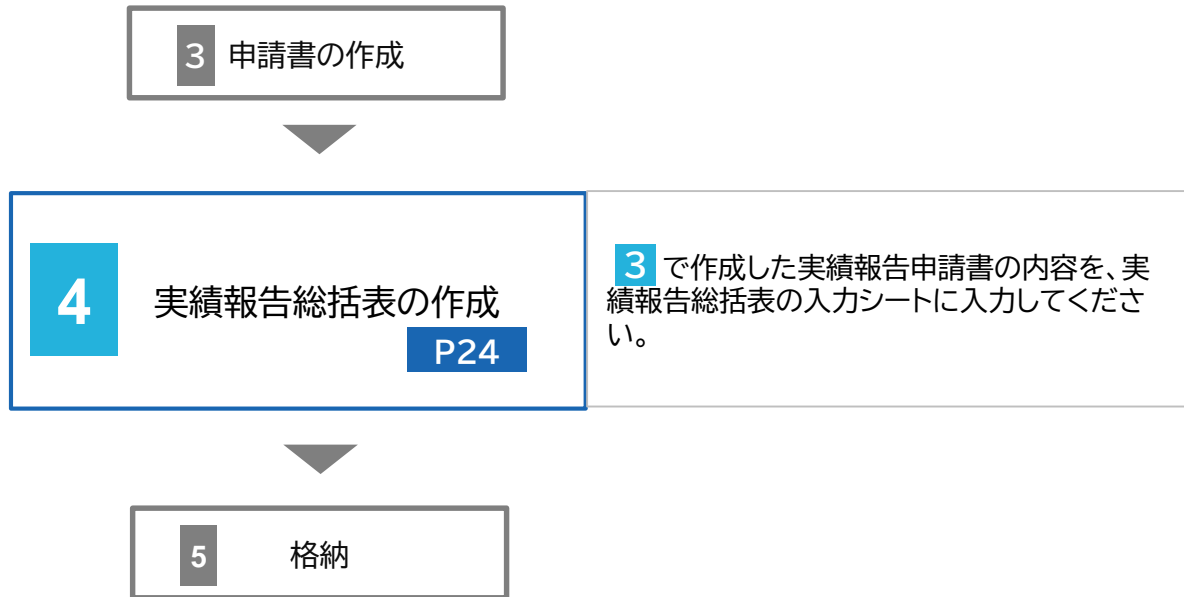 3 申請書の作成
4 実績報告総括表の作成
P24
3 で作成した実績報告申請書の内容を、実
績報告総括表の入力シートに入力してくださ
い。
5 格納